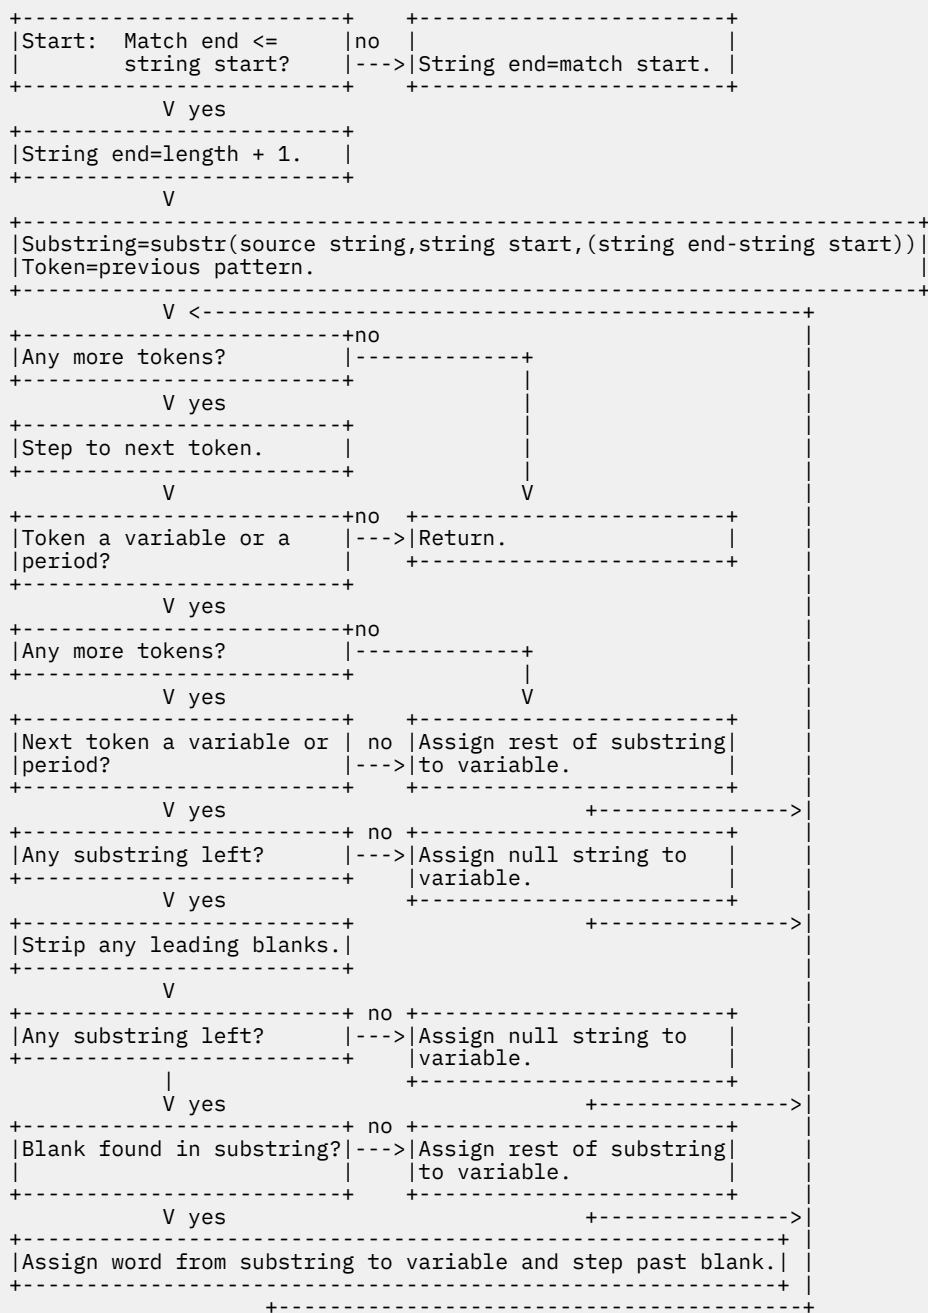 Start: Match end <= no
string start? String end=match start.
V yes
String end=length + 1.
V
Substring=substr(source string,string start,(string end-string start))
Token=previous pattern.
V
no
Any more tokens?
V yes
Step to next token.
V V
no
Token a variable or a Return.
period?
V yes
no
Any more tokens?
V yes V
Next token a variable or no Assign rest of substring
period? to variable.
V yes
no
Any substring left? Assign null string to
variable.
V yes
Strip any leading blanks.
V
no
Any substring left? Assign null string to
variable.
V yes
no
Blank found in substring? Assign rest of substring
to variable.
V yes
Assign word from substring to variable and step past blank.